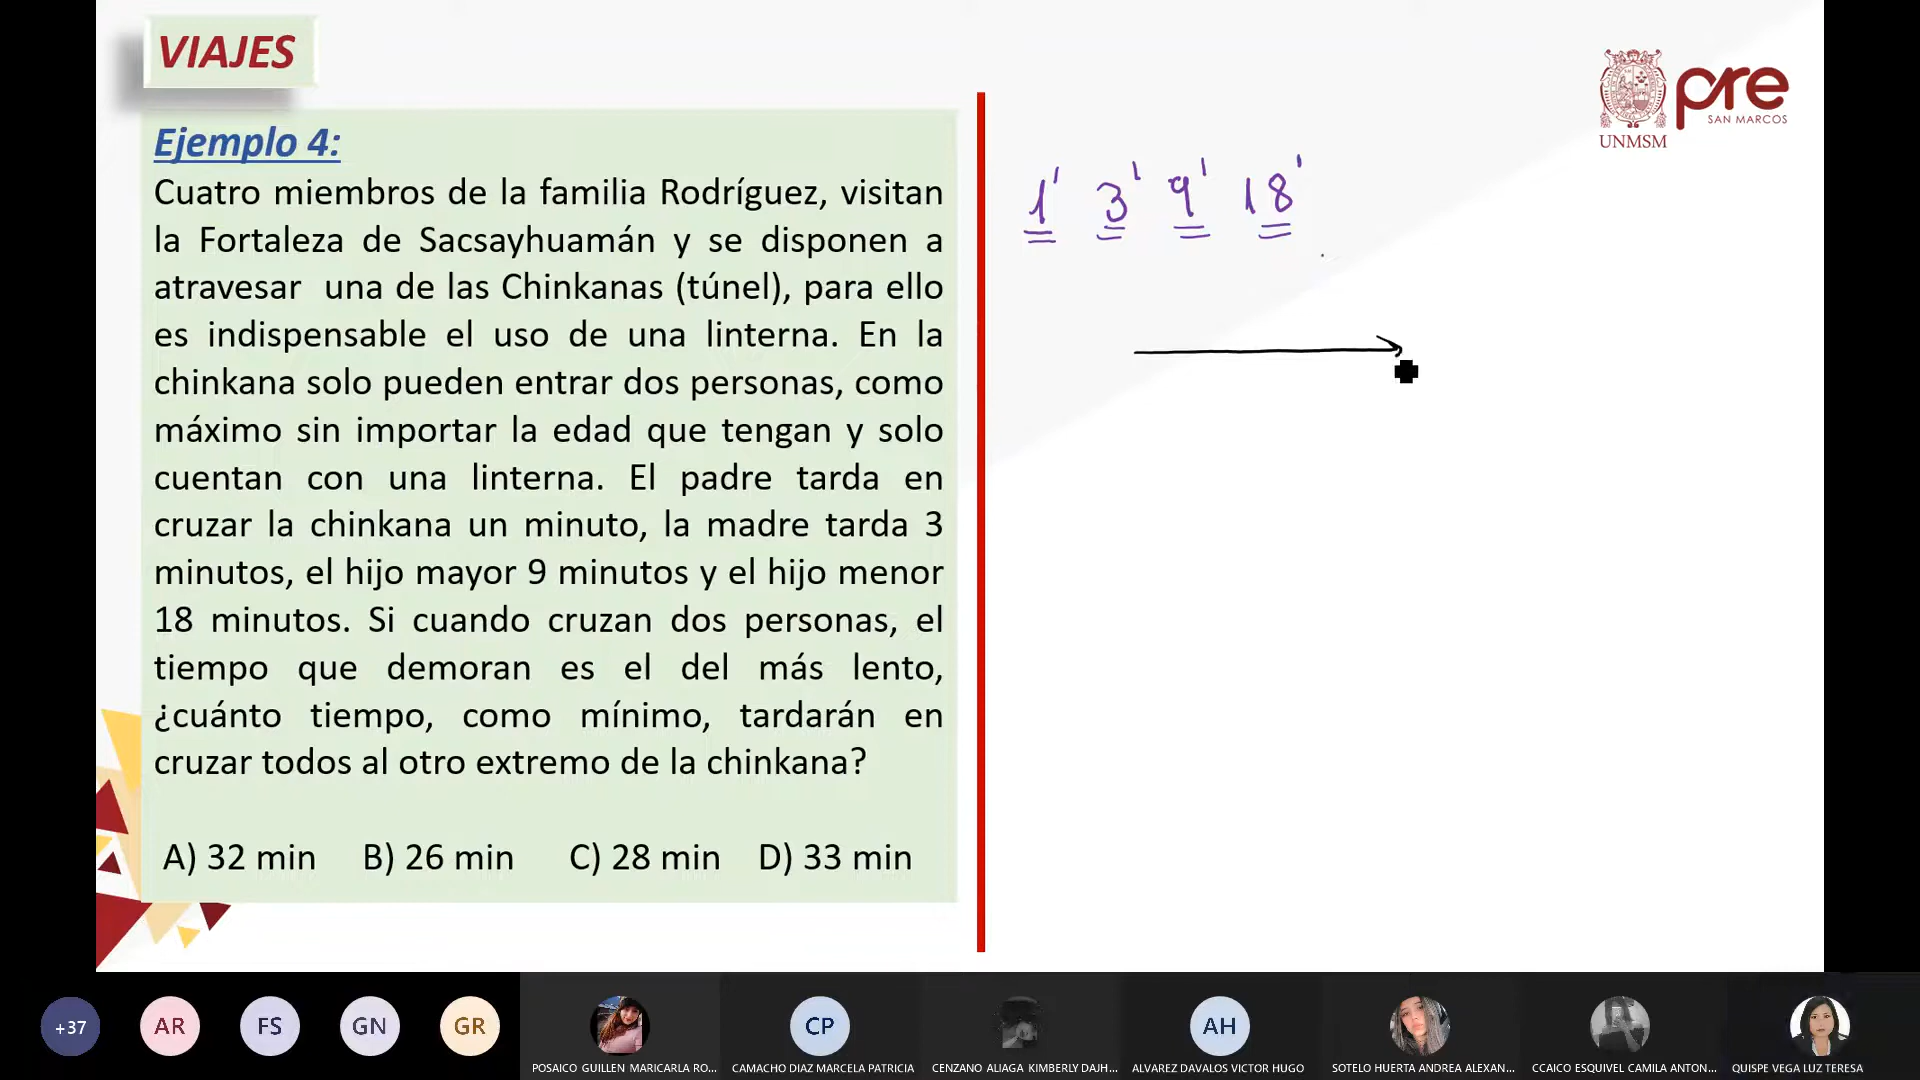 VIAJES
Ejemplo 4:
Cuatro miembros de la familia Rodríguez, visitan
la Fortaleza de Sacsayhuamán y se disponen a
atravesar una de las Chinkanas (túnel), para ello
es indispensable el uso de una linterna. En la
chinkana solo pueden entrar dos personas, como
máximo sin importar la edad que tengan y solo
cuentan con una linterna. El padre tarda en
cruzar la chinkana un minuto, la madre tarda 3
minutos, el hijo mayor 9 minutos y el hijo menor
18 minutos. Si cuando cruzan dos personas, el
tiempo que demoran es el del más lento,
¿cuánto tiempo, como mínimo, tardarán en
cruzar todos al otro extremo de la chinkana?
A) 32 min B) 26 min C) 28 min D) 33 min
UNMSM
pre
SAN MARCOS
1' 3' 9' 18'
+37 AR FS GN GR CP AH
POSAICO GUILLEN MARICARLA RO... CAMACHO DIAZ MARCELA PATRICIA CENZANO ALIAGA KIMBERLY DAJH... ALVAREZ DAVALOS VICTOR HUGO SOTELO HUERTA ANDREA ALEXAN... CCAICO ESQUIVEL CAMILA ANTON... QUISPE VEGA LUZ TERESA